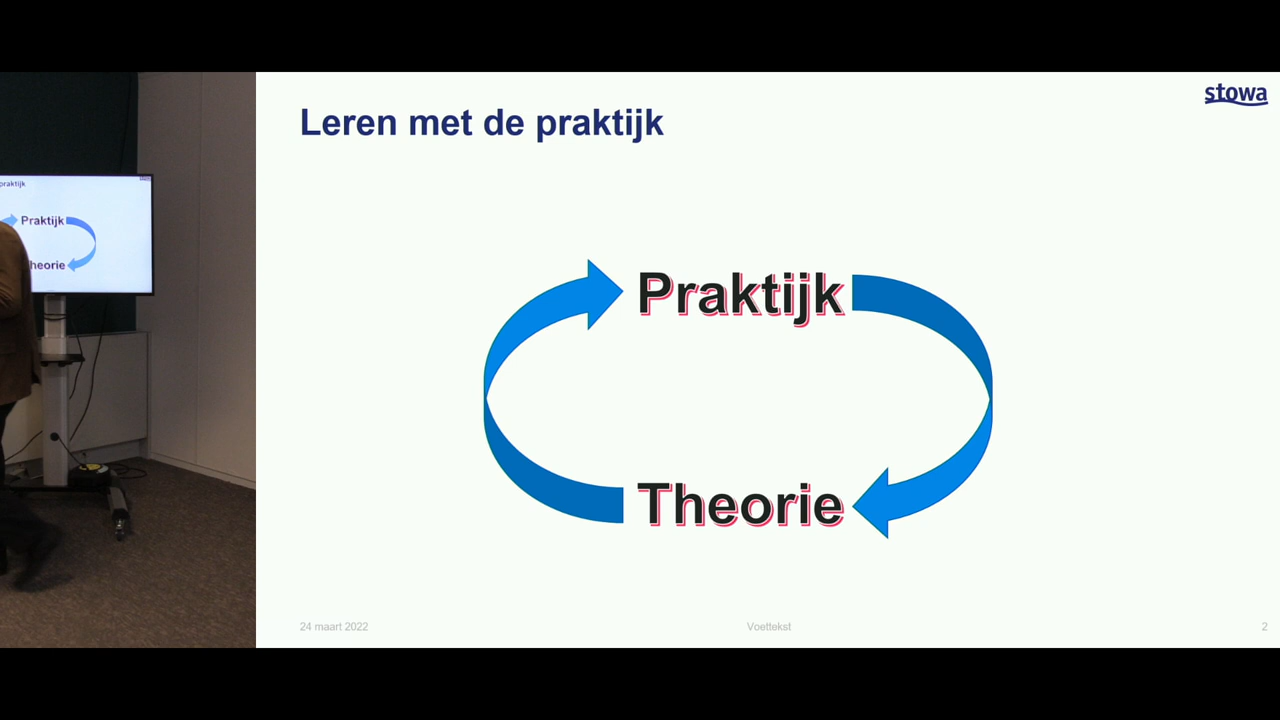 stowa
Leren met de praktijk
Praktijk
Theorie
24 maart 2022
Voettekst
2
praktijk
Praktijk
heorie